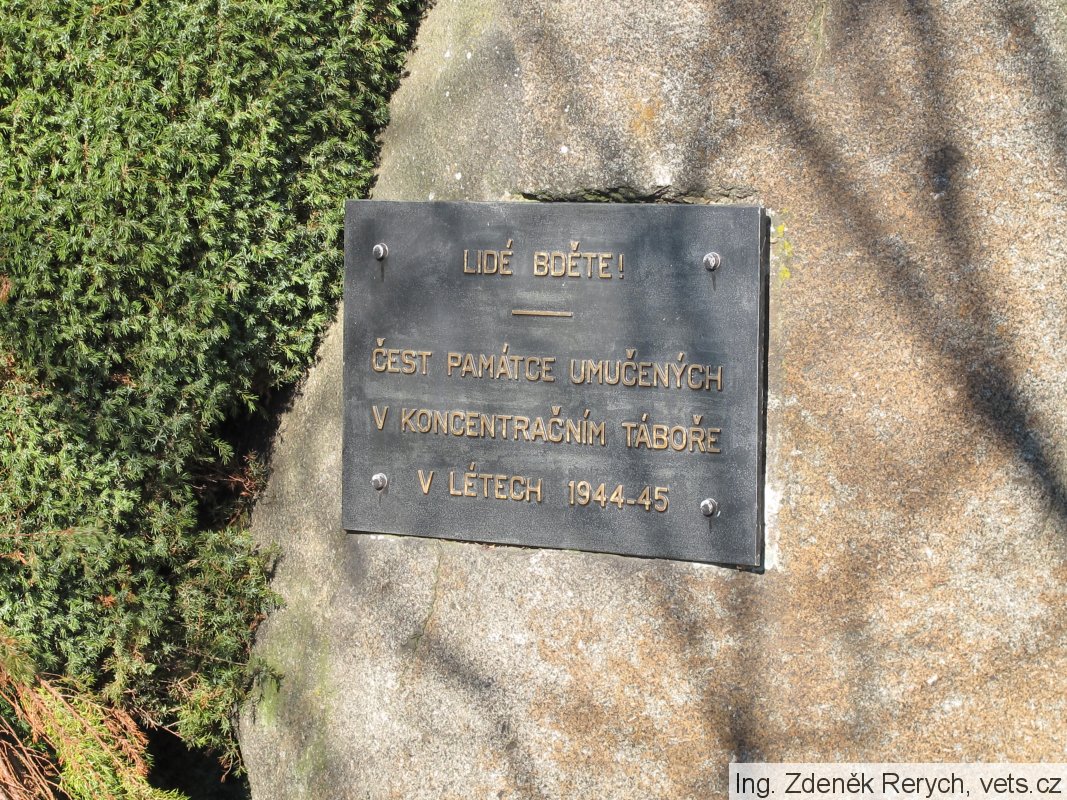 LIDÉ BDĚTE!
ČEST PAMÁTCE UMUČENÝCH
V KONCENTRAČNÍM TÁBOŘE
V LÉTECH 1944-45
Ing. Zdeněk Rerych, vets.cz